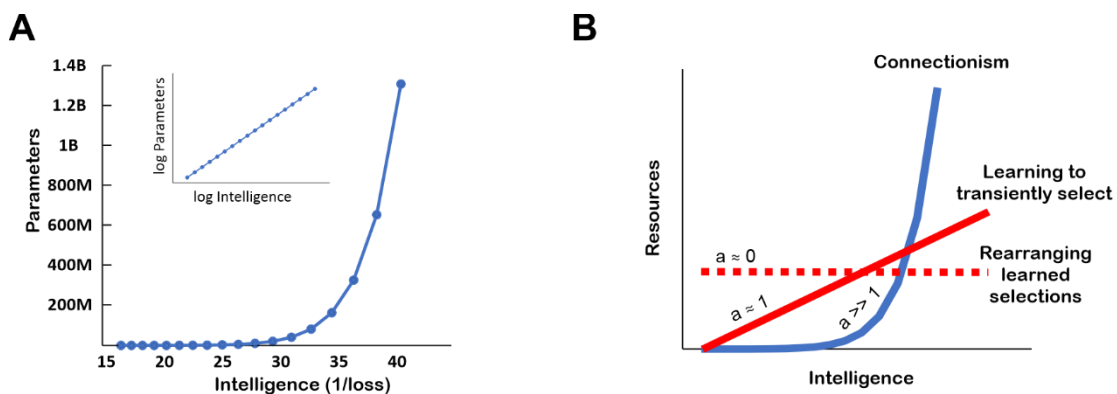 A
1.4B
1.2B
1B
800M
600M
400M
200M
Parameters
log Parameters
log Intelligence
15
20
25
30
35
40
Intelligence (1/loss)
B
Connectionism
Learning to
transiently select
Rearranging
learned
selections
a ≈ 0
a ≈ 1
a >> 1
Resources
Intelligence